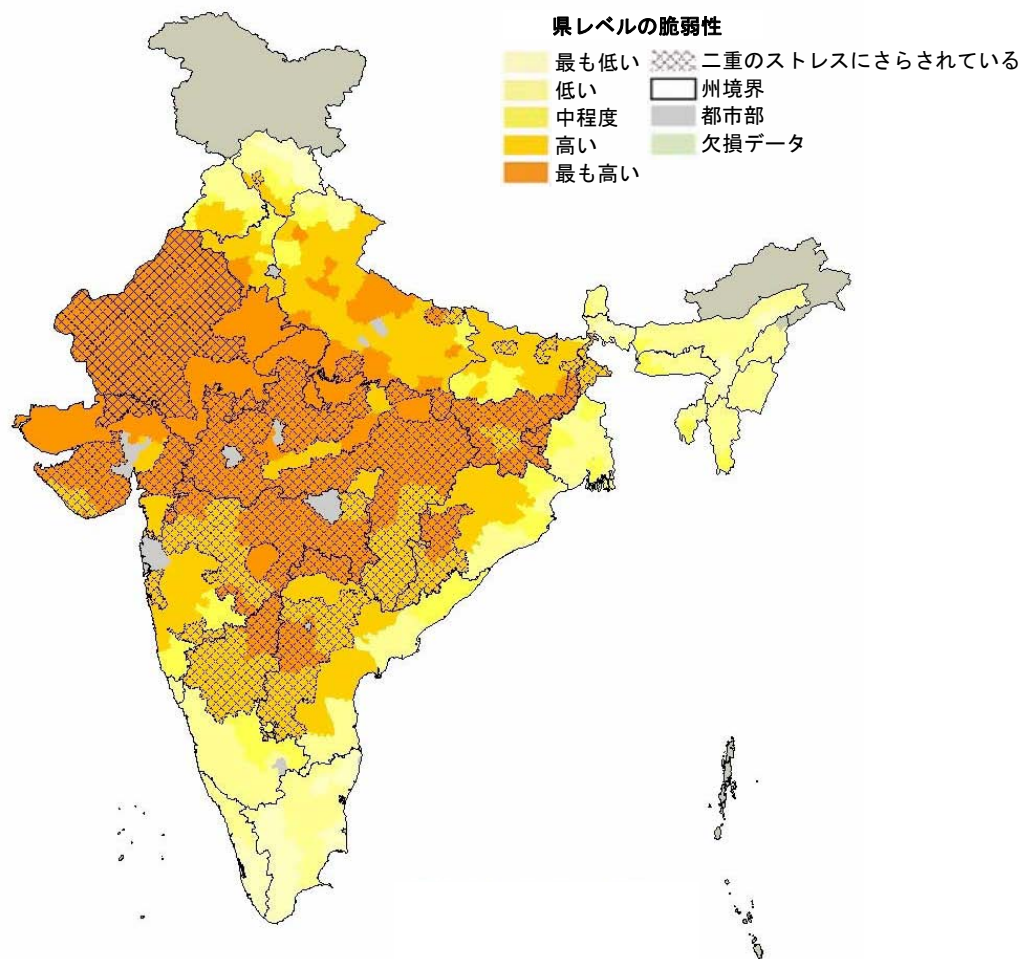 県レベルの脆弱性
最も低い
低い
中程度
高い
最も高い
二重のストレスにさらされている
州境界
都市部
欠損データ